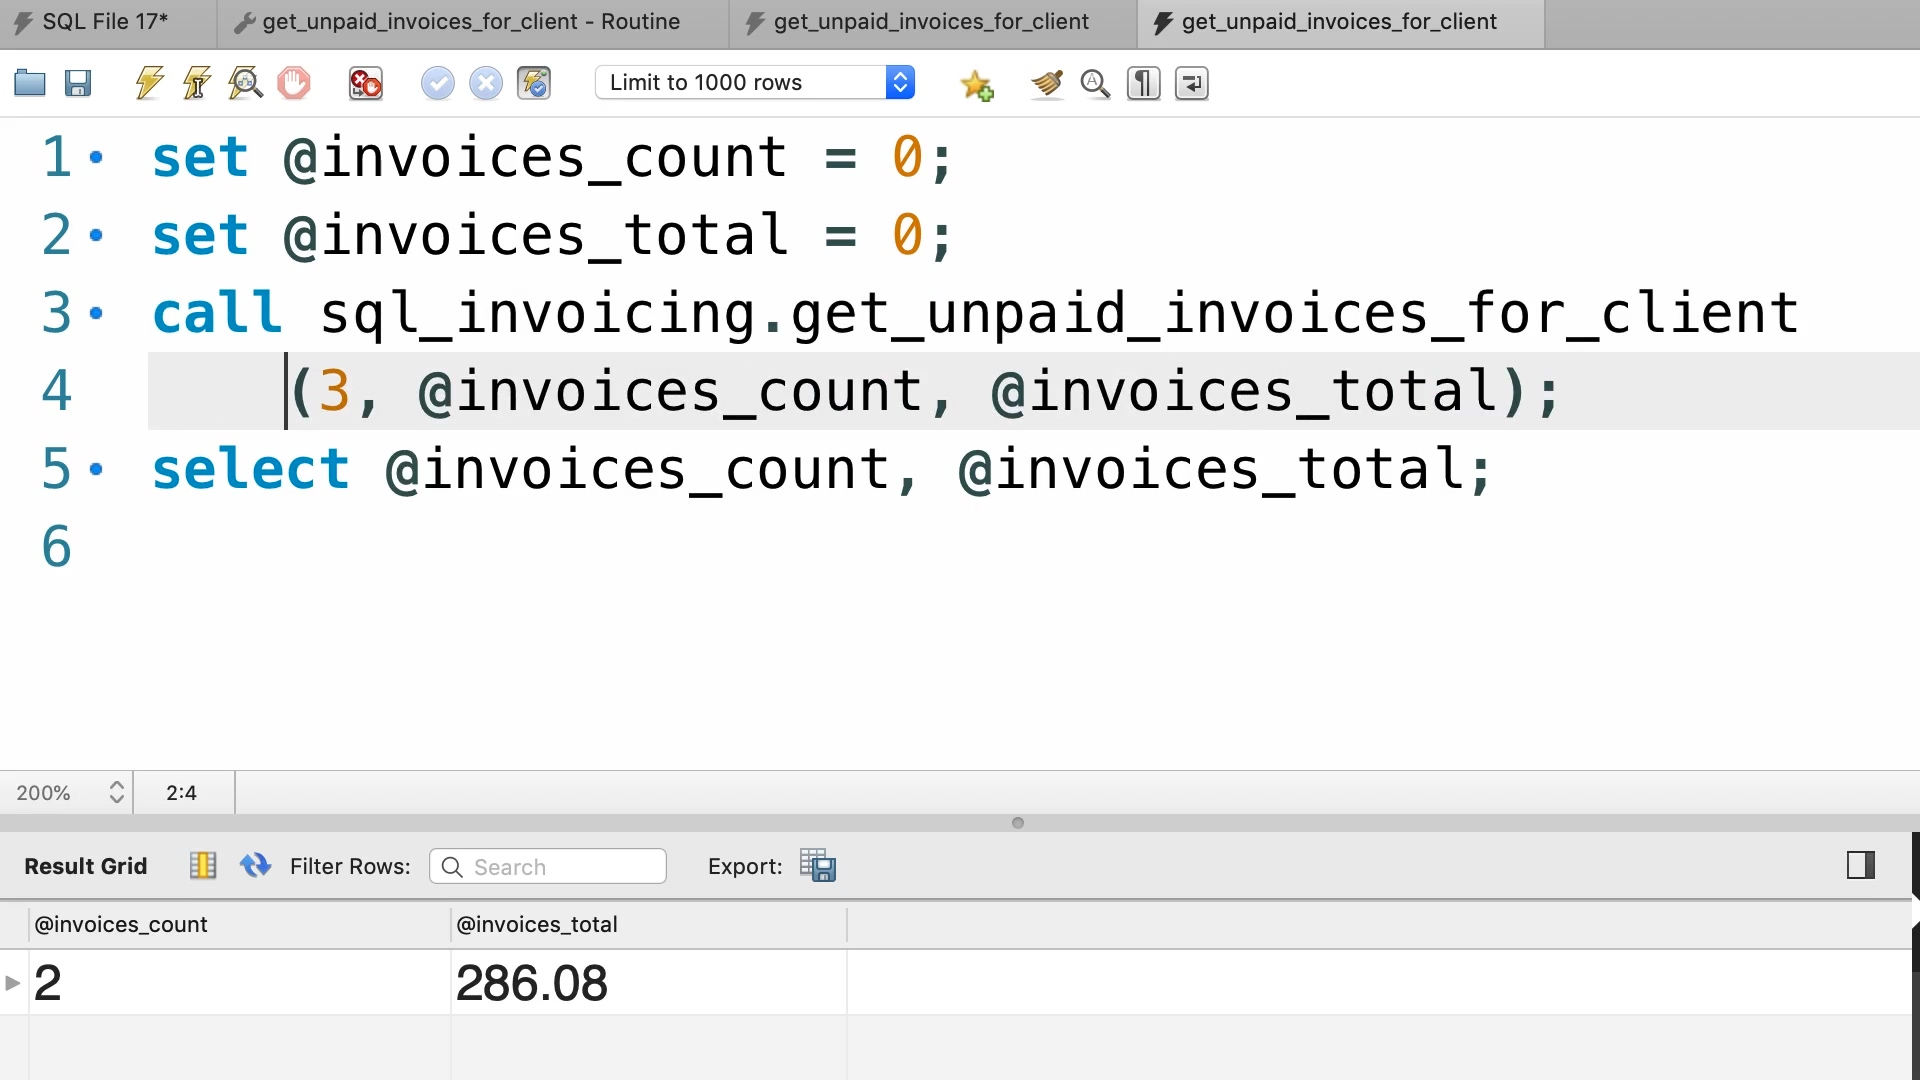 SQL File 17* get_unpaid_invoices_for_client - Routine get_unpaid_invoices_for_client get_unpaid_invoices_for_client
Limit to 1000 rows
1 set @invoices_count = 0;
2 set @invoices_total = 0;
3 call sql_invoicing.get_unpaid_invoices_for_client
4 (3, @invoices_count, @invoices_total);
5 select @invoices_count, @invoices_total;
6
200% 2:4
Result Grid Filter Rows: Search Export:
@invoices_count @invoices_total
2 286.08